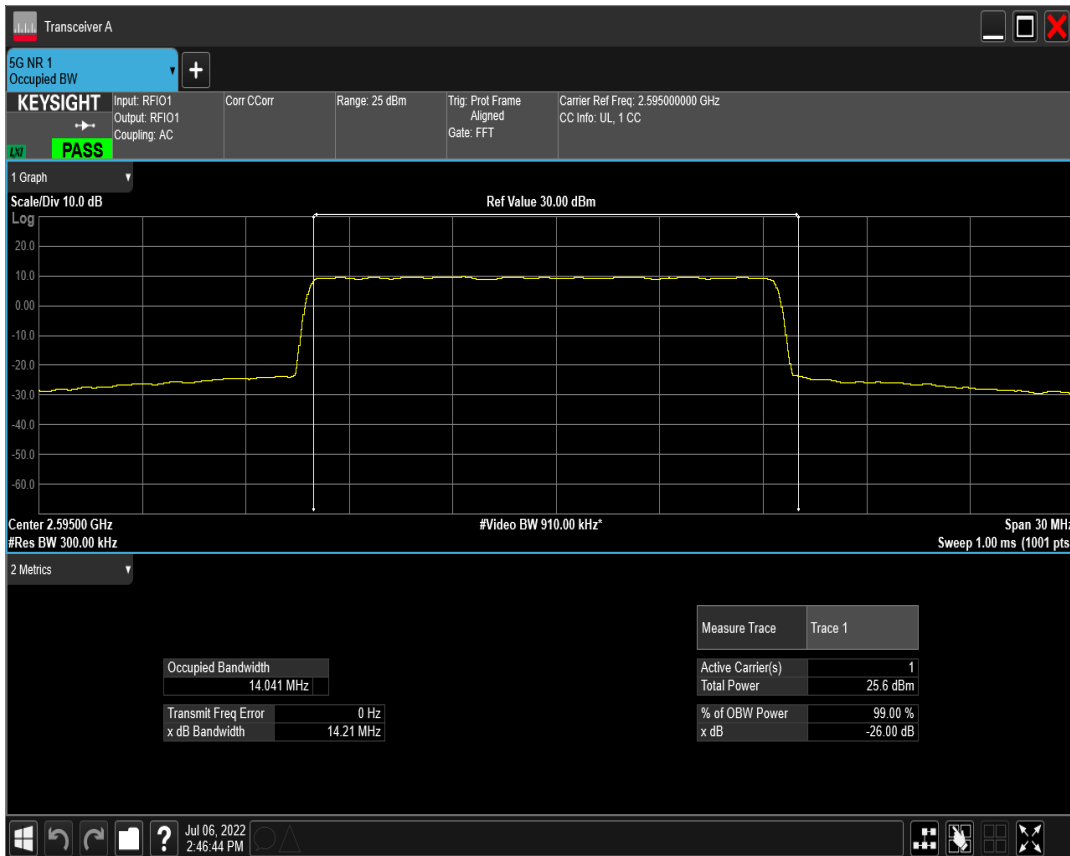 Transceiver A
5G NR 1
Occupied BW
KEYSIGHT
LXI
PASS
Input: RFIO1
Output: RFIO1
Coupling: AC
Corr CCorr
Range: 25 dBm
Trig: Prot Frame
Aligned
Gate: FFT
Carrier Ref Freq: 2.595000000 GHz
CC Info: UL, 1 CC
1 Graph
Scale/Div 10.0 dB
Ref Value 30.00 dBm
Log
20.0
10.0
0.00
-10.0
-20.0
-30.0
-40.0
-50.0
-60.0
Center 2.59500 GHz
#Video BW 910.00 kHz*
Span 30 MHz
#Res BW 300.00 kHz
Sweep 1.00 ms (1001 pts
2 Metrics
Measure Trace Trace 1
Occupied Bandwidth
14.041 MHz
Active Carrier(s) 1
Total Power 25.6 dBm
Transmit Freq Error 0 Hz
x dB Bandwidth 14.21 MHz
% of OBW Power 99.00 %
x dB -26.00 dB
Jul 06, 2022
2:46:44 PM